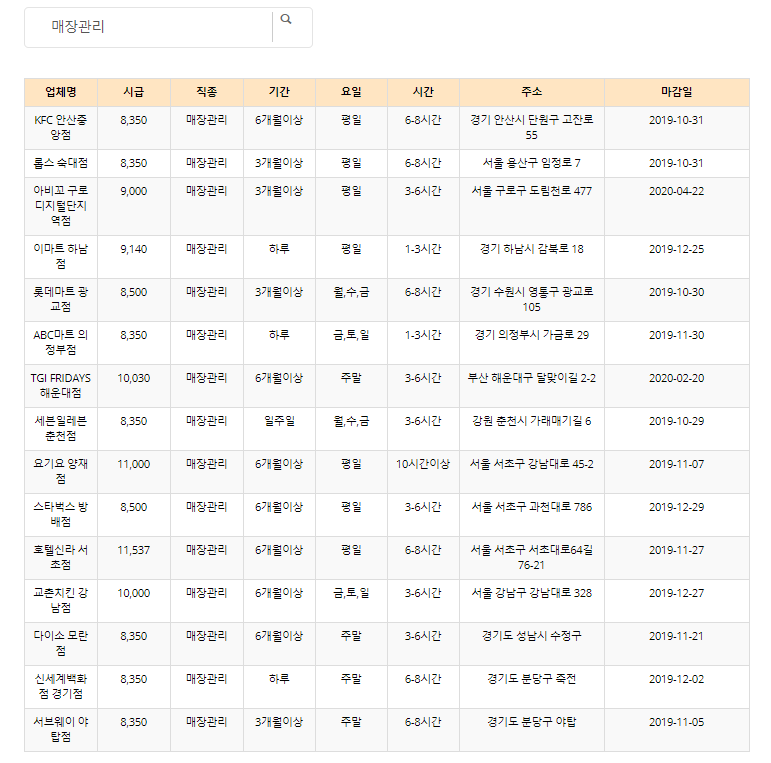 매장관리
업체명 시급 직종 기간 요일 시간 주소 마감일
KFC 안산중 8,350 매장관리 6개월이상 평일 6-8시간 경기 안산시 단원구 고잔로 2019-10-31
앙점 55
롭스 숙대점 8,350 매장관리 3개월이상 평일 6-8시간 서울 용산구 임정로 7 2019-10-31
아비꼬 구로 9,000 매장관리 3개월이상 평일 3-6시간 서울 구로구 도림천로 477 2020-04-22
디지털단지
역점
이마트 하남 9,140 매장관리 하루 평일 1-3시간 경기 하남시 감북로 18 2019-12-25
점
롯데마트 광 8,500 매장관리 3개월이상 월,수,금 6-8시간 경기 수원시 영통구 광교로 2019-10-30
교점 105
ABC마트 의 8,350 매장관리 하루 금,토,일 1-3시간 경기 의정부시 가금로 29 2019-11-30
정부점
TGI FRIDAYS 10,030 매장관리 6개월이상 주말 3-6시간 부산 해운대구 달맞이길 2-2 2020-02-20
해운대점
세븐일레븐 8,350 매장관리 일주일 월,수,금 3-6시간 강원 춘천시 가래매기길 6 2019-10-29
춘천점
요기요 양재 11,000 매장관리 6개월이상 평일 10시간이상 서울 서초구 강남대로 45-2 2019-11-07
점
스타벅스 방 8,500 매장관리 6개월이상 평일 3-6시간 서울 서초구 과천대로 786 2019-12-29
배점
호텔신라 서 11,537 매장관리 6개월이상 평일 6-8시간 서울 서초구 서초대로64길 2019-11-27
초점 76-21
교촌치킨 강 10,000 매장관리 6개월이상 금,토,일 3-6시간 서울 강남구 강남대로 328 2019-12-27
남점
다이소 모란 8,350 매장관리 6개월이상 주말 3-6시간 경기도 성남시 수정구 2019-11-21
점
신세계백화 8,350 매장관리 하루 주말 6-8시간 경기도 분당구 죽전 2019-12-02
점 경기점
서브웨이 야 8,350 매장관리 3개월이상 주말 6-8시간 경기도 분당구 야탑 2019-11-05
탑점